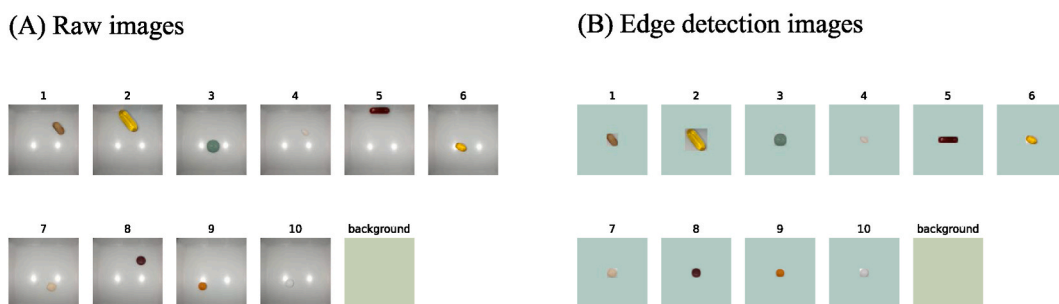 (A) Raw images
(B) Edge detection images
1 2 3 4 5 6
1 2 3 4 5 6
7 8 9 10 background
7 8 9 10 background